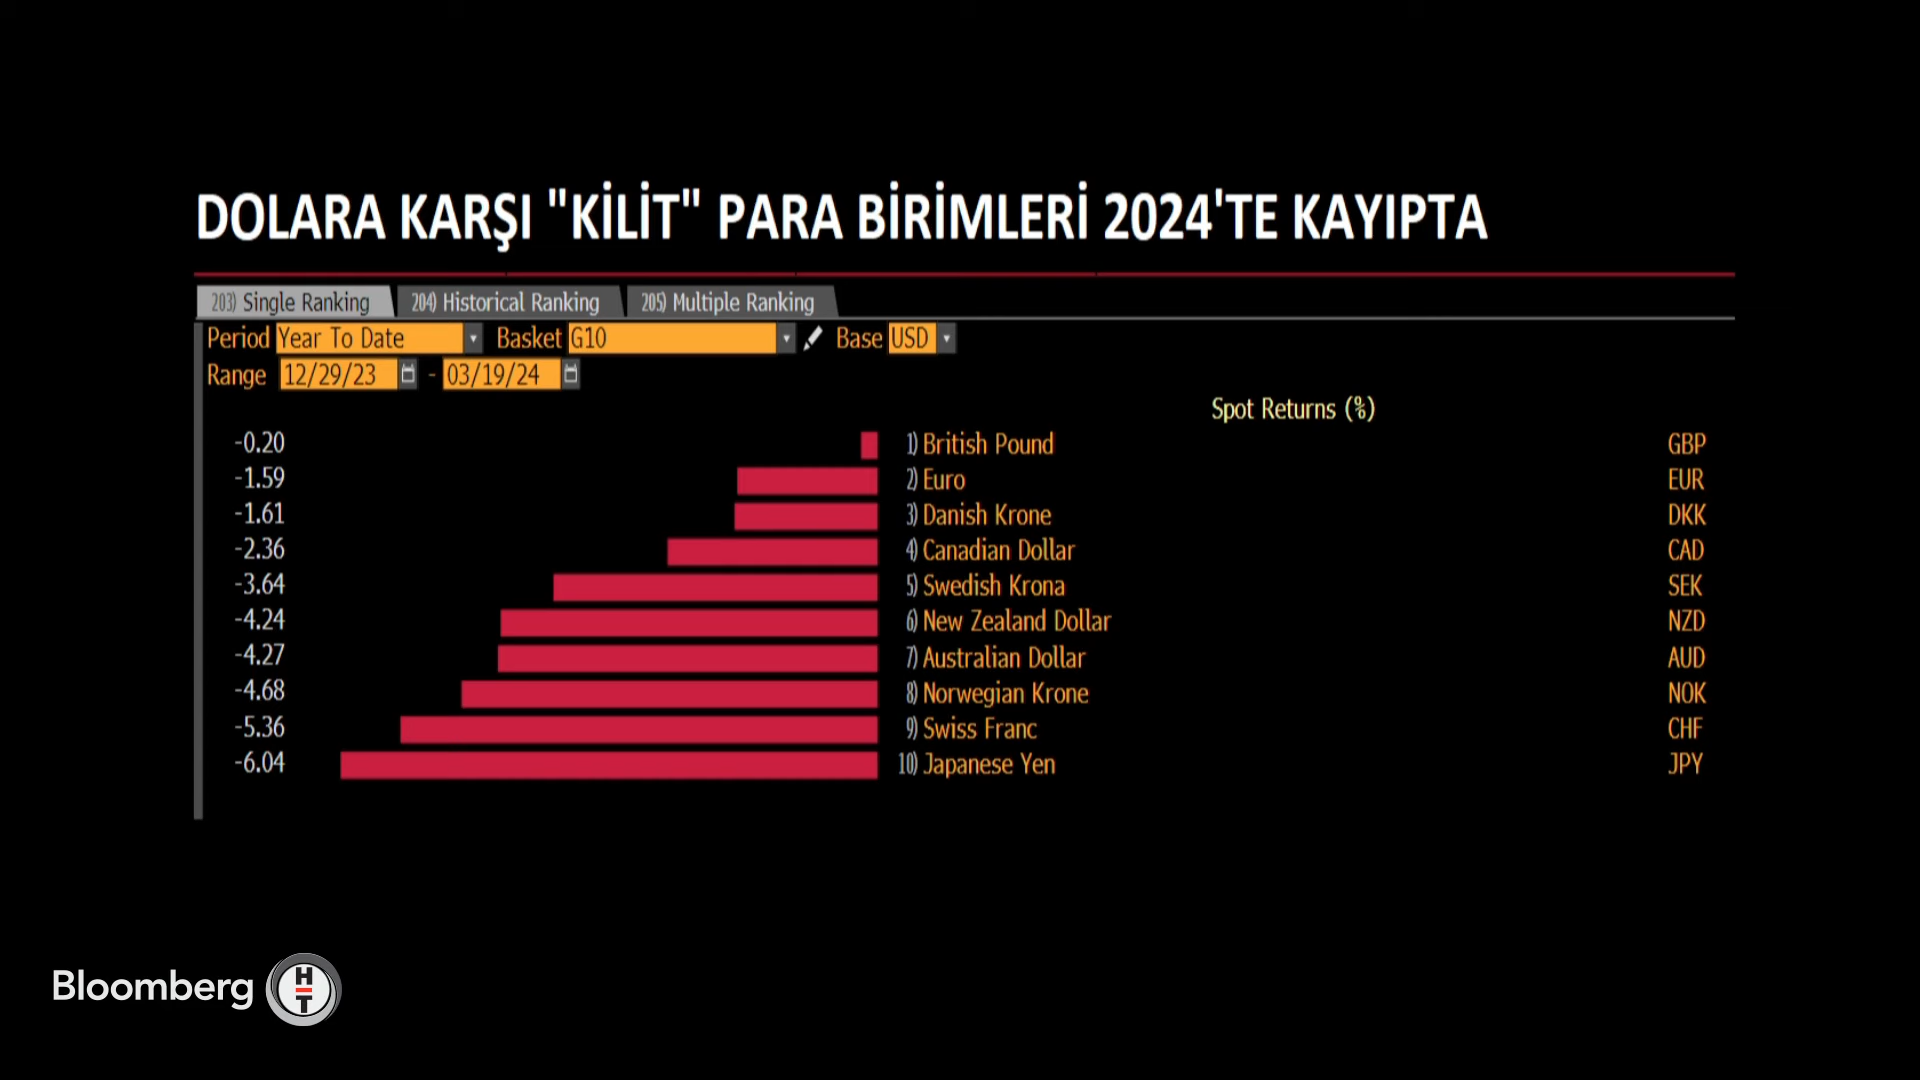 DOLARA KARŞI "KİLİT" PARA BİRİMLERİ 2024'TE KAYIPTA
203) Single Ranking 204) Historical Ranking 205) Multiple Ranking
Period Year To Date Basket G10 Base USD
Range 12/29/23 - 03/19/24
Spot Returns (%)
-0.20 1) British Pound GBP
-1.59 2) Euro EUR
-1.61 3) Danish Krone DKK
-2.36 4) Canadian Dollar CAD
-3.64 5) Swedish Krona SEK
-4.24 6) New Zealand Dollar NZD
-4.27 7) Australian Dollar AUD
-4.68 8) Norwegian Krone NOK
-5.36 9) Swiss Franc CHF
-6.04 10) Japanese Yen JPY
Bloomberg HT